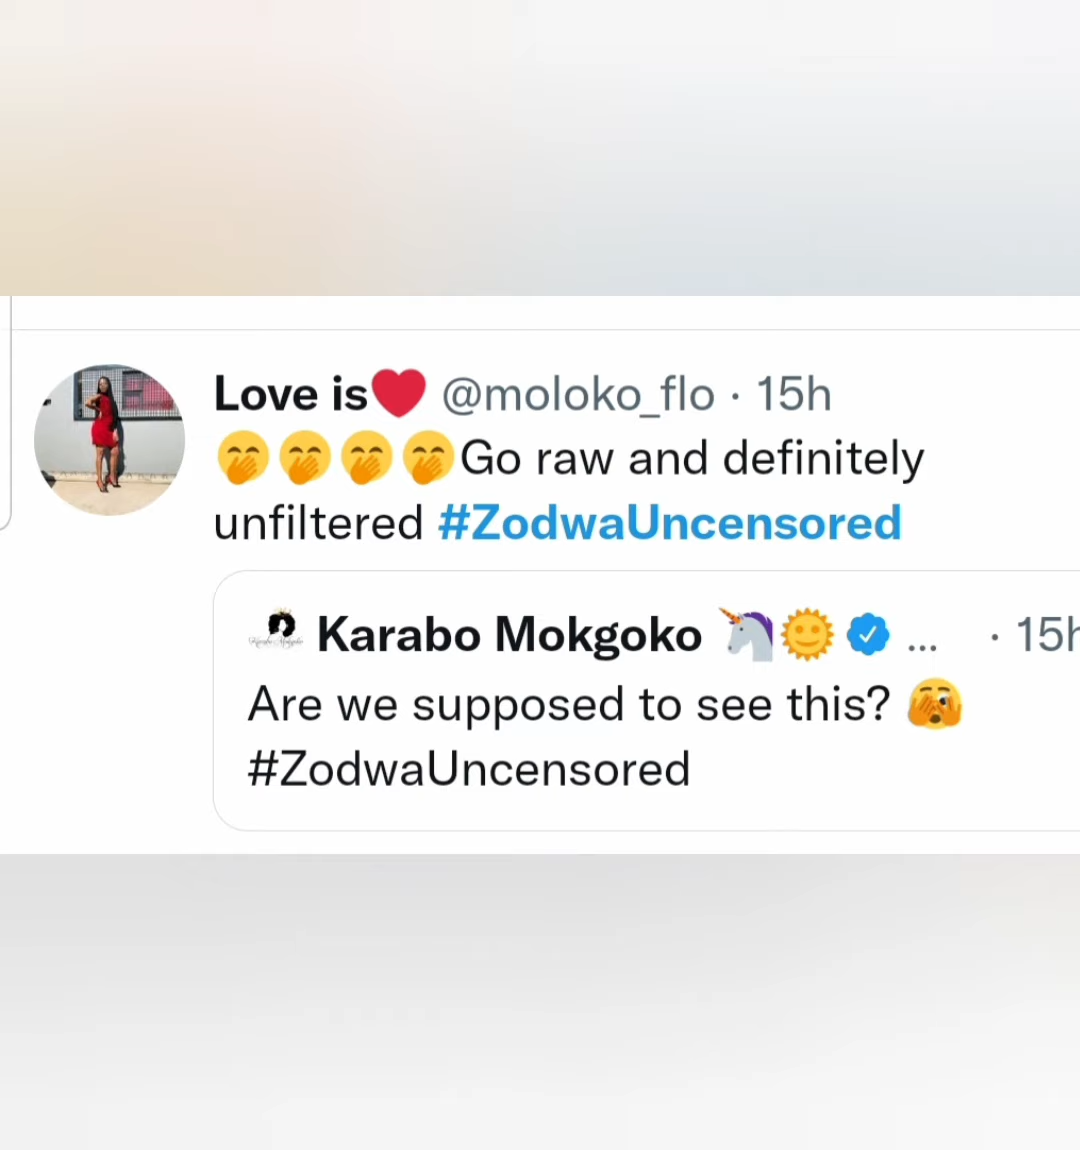 Love is❤️ @moloko_flo · 15h
🤭🤭🤭🤭Go raw and definitely
unfiltered #ZodwaUncensored
Karabo Mokgoko 🦄🌞 ... · 15h
Are we supposed to see this? 🫣
#ZodwaUncensored